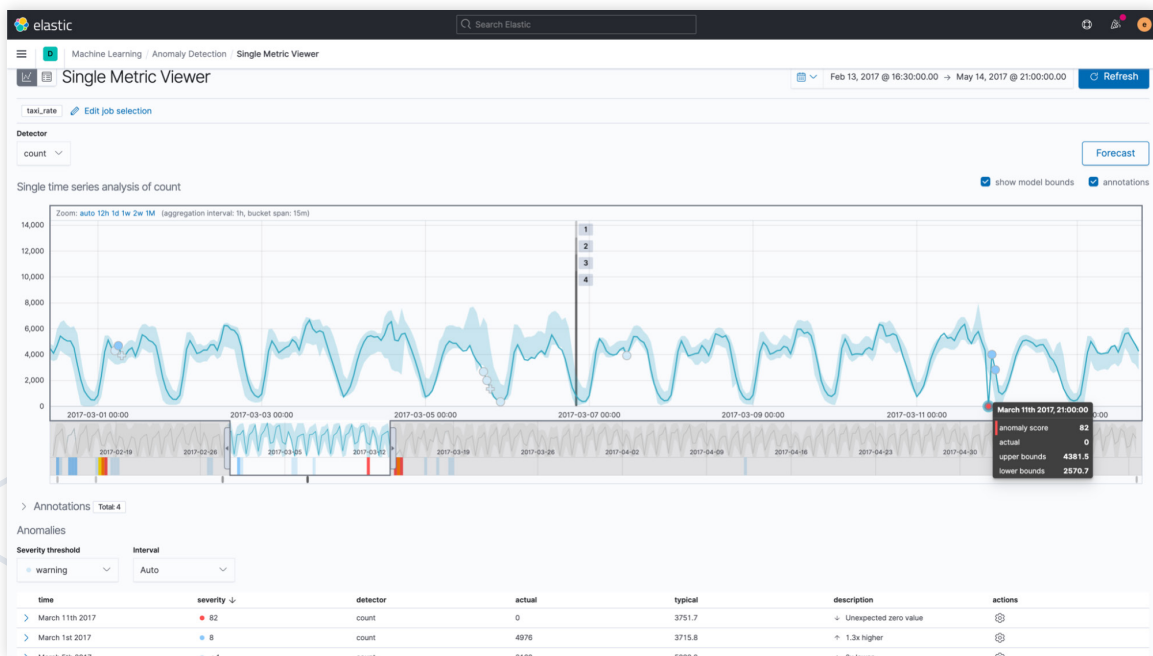 elastic
Search Elastic
e
D
Machine Learning / Anomaly Detection / Single Metric Viewer
Single Metric Viewer
Feb 13, 2017 @ 16:30:00.00 → May 14, 2017 @ 21:00:00.00
Refresh
taxi_rate
Edit job selection
Detector
count
Forecast
Single time series analysis of count
show model bounds
annotations
Zoom: auto 12h 1d 1w 2w 1M (aggregation interval: 1h, bucket span: 15m)
14,000
12,000
10,000
8,000
6,000
4,000
2,000
0
1
2
3
4
2017-03-01 00:00
2017-03-03 00:00
2017-03-05 00:00
2017-03-07 00:00
2017-03-09 00:00
2017-03-11 00:00
March 11th 2017, 21:00:00
anomaly score 82
actual 0
upper bounds 4381.5
lower bounds 2570.7
2017-02-19
2017-02-26
2017-03-05
2017-03-12
2017-03-19
2017-03-26
2017-04-02
2017-04-09
2017-04-16
2017-04-23
2017-04-30
Annotations Total: 4
Anomalies
Severity threshold
Interval
warning
Auto
time severity detector actual typical description actions
March 11th 2017 82 count 0 3751.7 ↓ Unexpected zero value
March 1st 2017 8 count 4976 3715.8 ↑ 1.3x higher